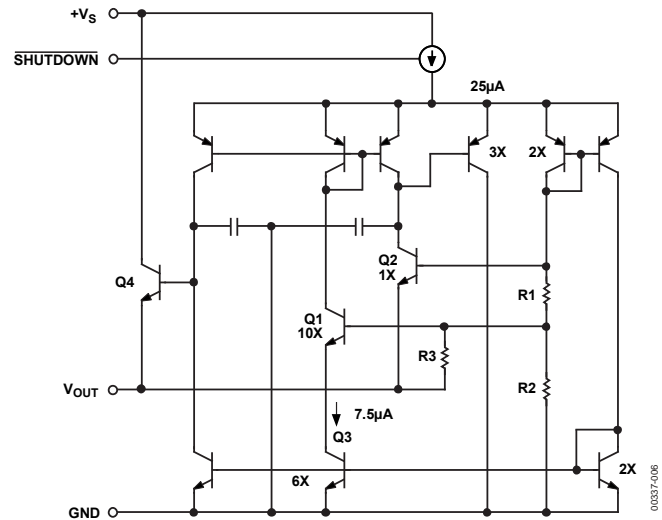 +VS
SHUTDOWN
25µA
3X
2X
Q2
1X
Q4
R1
Q1
10X
R3
R2
VOUT
7.5µA
Q3
6X
2X
GND
00337-006